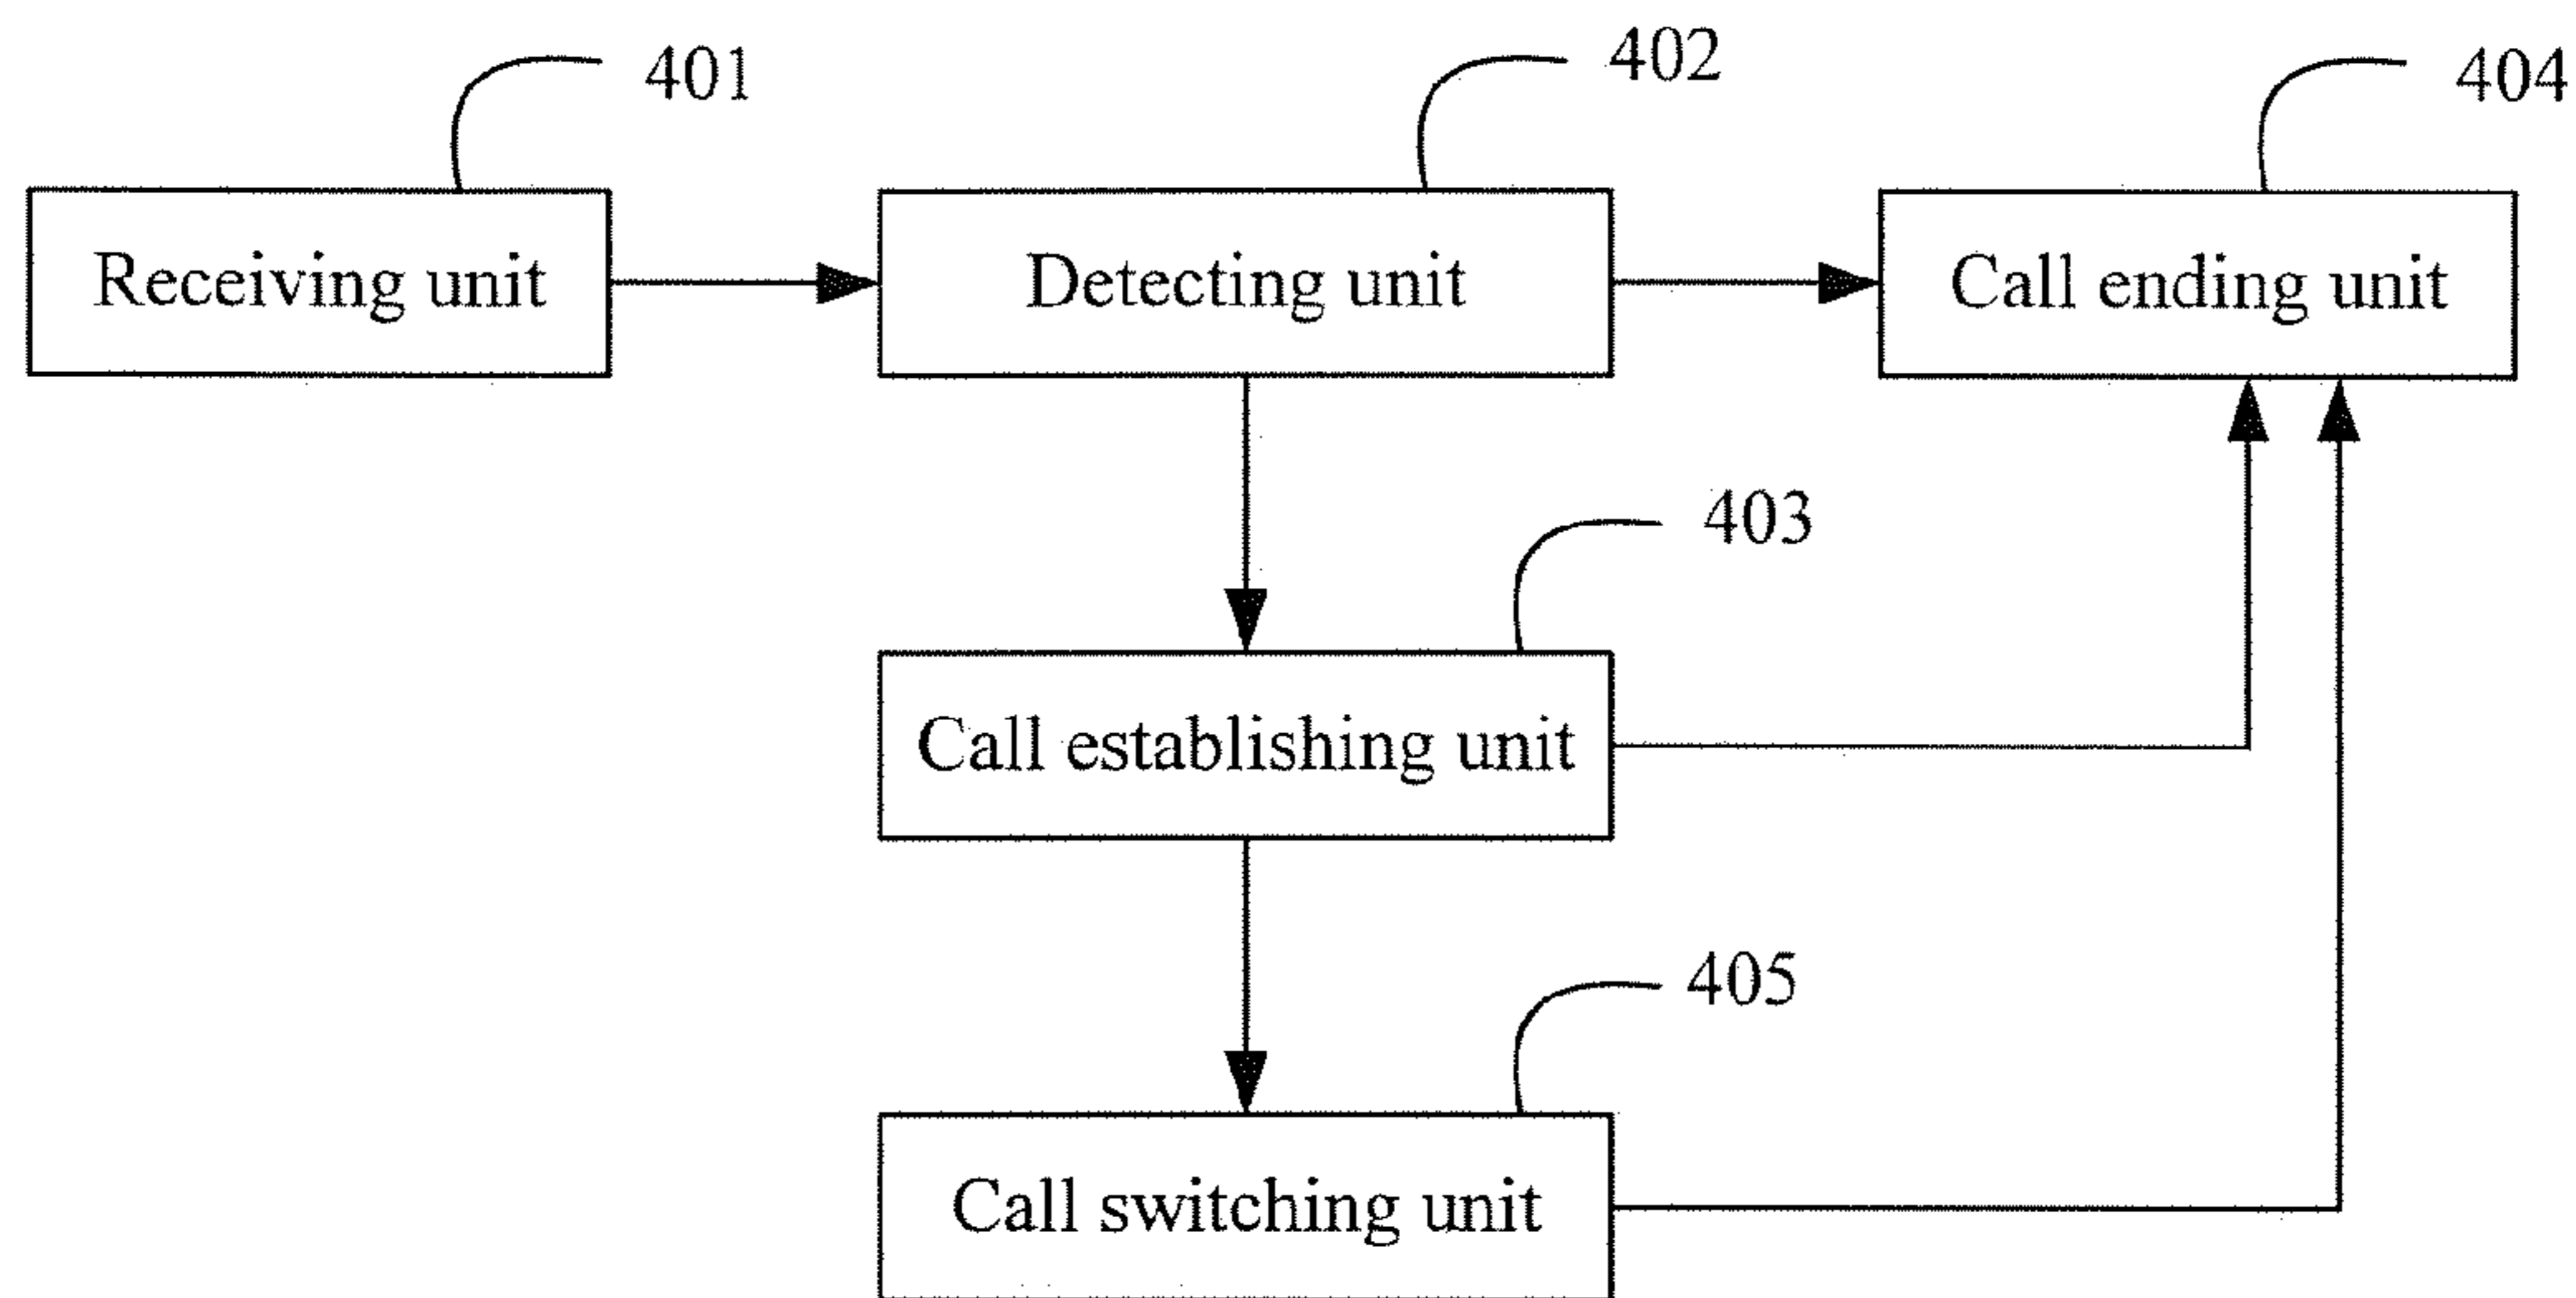 401
402
404
Receiving unit
Detecting unit
Call ending unit
403
Call establishing unit
405
Call switching unit